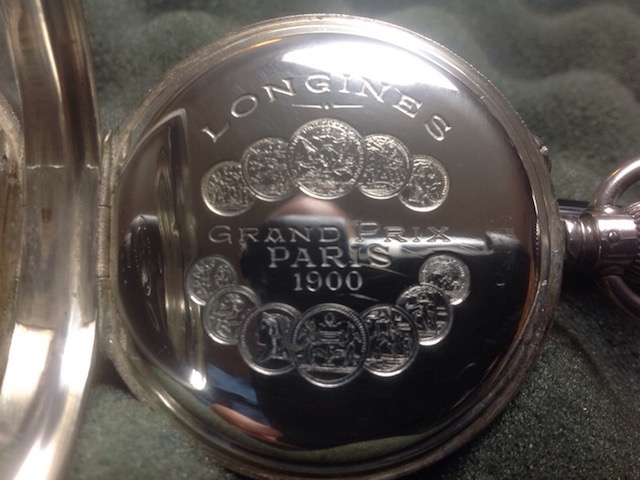 LONGINES
GRAND PRIX
PARIS
1900